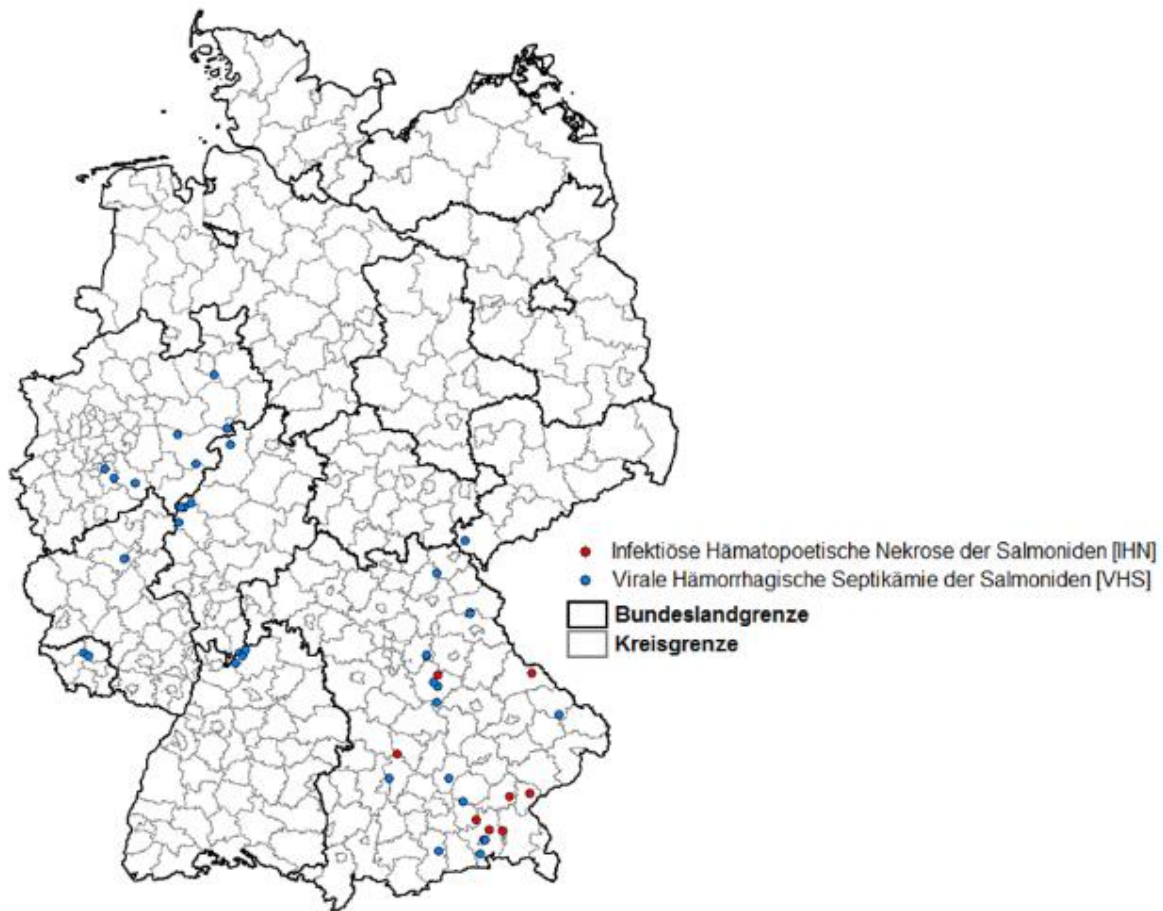 Infektiöse Hämatopoetische Nekrose der Salmoniden [IHN]
Virale Hämorrhagische Septikämie der Salmoniden [VHS]
Bundeslandgrenze
Kreisgrenze